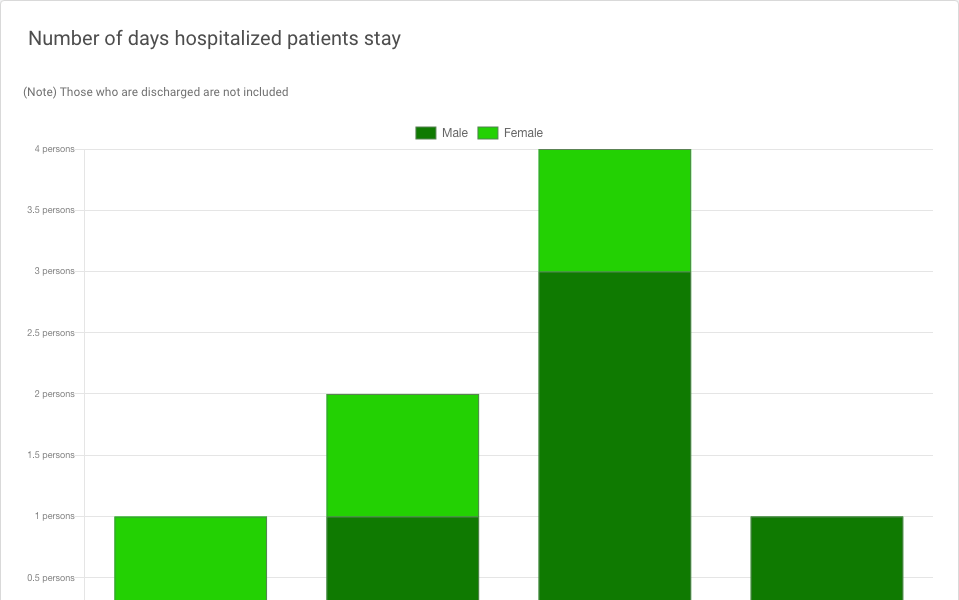 Number of days hospitalized patients stay
(Note) Those who are discharged are not included
Male Female
4 persons
3.5 persons
3 persons
2.5 persons
2 persons
1.5 persons
1 persons
0.5 persons